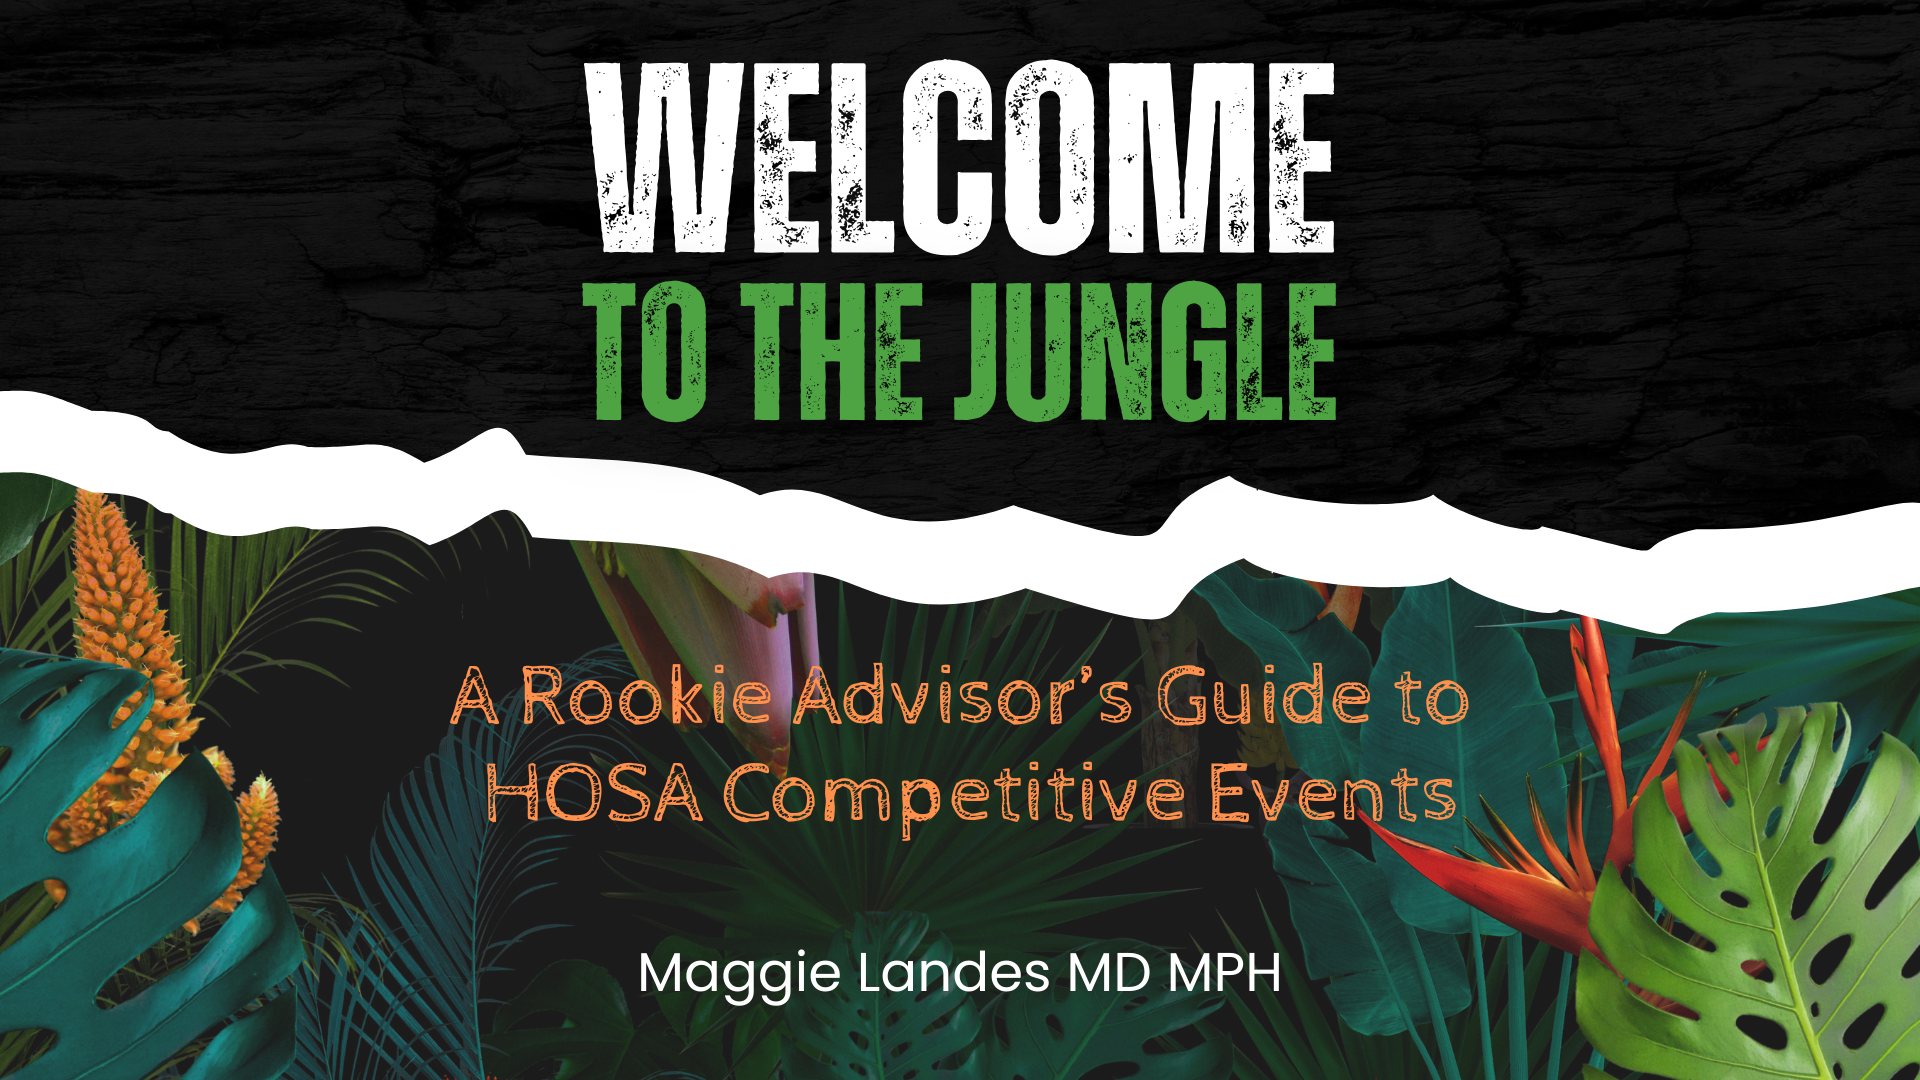 WELCOME
TO THE JUNGLE
A Rookie Advisor’s Guide to
HOSA Competitive Events
Maggie Landes MD MPH